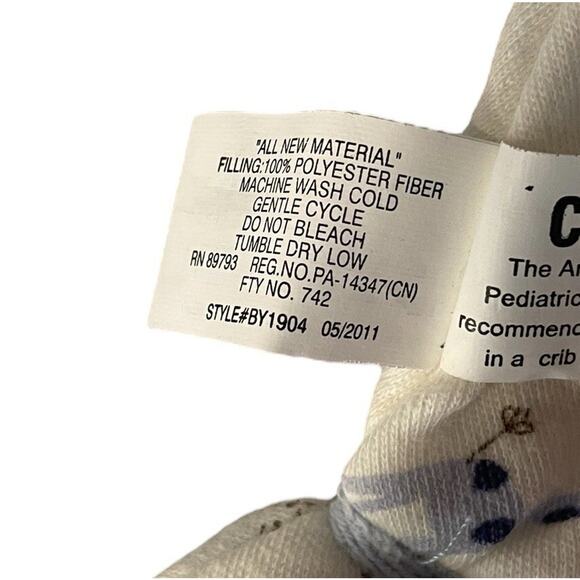 "ALL NEW MATERIAL"
FILLING:100% POLYESTER FIBER
MACHINE WASH COLD
GENTLE CYCLE
DO NOT BLEACH
TUMBLE DRY LOW
RN 89793 REG.NO.PA-14347(CN)
FTY NO. 742
STYLE#BY1904 05/2011
C
The A
Pediatric
recommend
in a crib